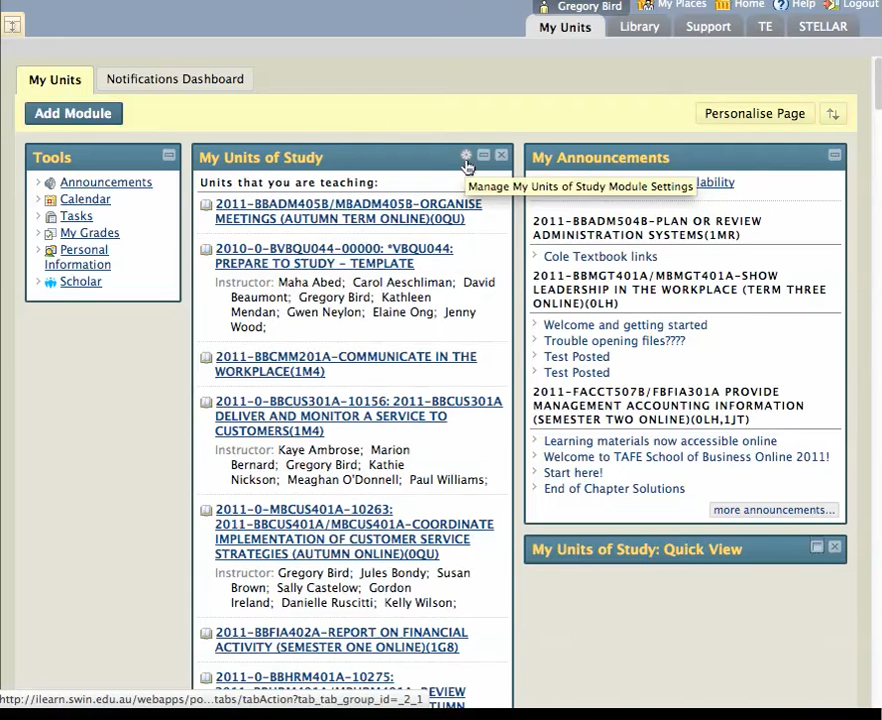 Gregory Bird
My Places
Home
Help
Logout
My Units
Library
Support
TE
STELLAR
My Units
Notifications Dashboard
Add Module
Personalise Page
Tools
Announcements
Calendar
Tasks
My Grades
Personal
Information
Scholar
My Units of Study
Manage My Units of Study Module Settings
Units that you are teaching:
2011-BBADM405B/MBADM405B-ORGANISE
MEETINGS (AUTUMN TERM ONLINE)(0QU)
2010-0-BVBQU044-00000: *VBQU044:
PREPARE TO STUDY - TEMPLATE
Instructor: Maha Abed; Carol Aeschliman; David
Beaumont; Gregory Bird; Kathleen
Mendan; Gwen Neylon; Elaine Ong; Jenny
Wood;
2011-BBCMM201A-COMMUNICATE IN THE
WORKPLACE(1M4)
2011-0-BBCUS301A-10156: 2011-BBCUS301A
DELIVER AND MONITOR A SERVICE TO
CUSTOMERS(1M4)
Instructor: Kaye Ambrose; Marion
Bernard; Gregory Bird; Kathie
Nickson; Meaghan O'Donnell; Paul Williams;
2011-0-MBCUS401A-10263:
2011-BBCUS401A/MBCUS401A-COORDINATE
IMPLEMENTATION OF CUSTOMER SERVICE
STRATEGIES (AUTUMN ONLINE)(0QU)
Instructor: Gregory Bird; Jules Bondy; Susan
Brown; Sally Castelow; Gordon
Ireland; Danielle Ruscitti; Kelly Wilson;
2011-BBFIA402A-REPORT ON FINANCIAL
ACTIVITY (SEMESTER ONE ONLINE)(1G8)
2011-0-BBHRM401A-10275:
REVIEW
My Announcements
lability
2011-BBADM504B-PLAN OR REVIEW
ADMINISTRATION SYSTEMS(1MR)
Cole Textbook links
2011-BBMGT401A/MBMGT401A-SHOW
LEADERSHIP IN THE WORKPLACE (TERM THREE
ONLINE)(0LH)
Welcome and getting started
Trouble opening files????
Test Posted
Test Posted
2011-FACCT507B/FBFIA301A PROVIDE
MANAGEMENT ACCOUNTING INFORMATION
(SEMESTER TWO ONLINE)(0LH,1JT)
Learning materials now accessible online
Welcome to TAFE School of Business Online 2011!
Start here!
End of Chapter Solutions
more announcements...
My Units of Study: Quick View
http://ilearn.swin.edu.au/webapps/po...tabs/tabAction?tab_tab_group_id=_2_1